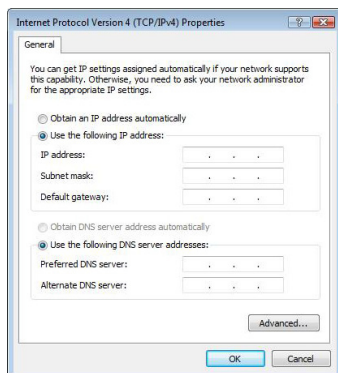 Internet Protocol Version 4 (TCP/IPv4) Properties
General
You can get IP settings assigned automatically if your network supports
this capability. Otherwise, you need to ask your network administrator
for the appropriate IP settings.
Obtain an IP address automatically
Use the following IP address:
IP address:
Subnet mask:
Default gateway:
Obtain DNS server address automatically
Use the following DNS server addresses:
Preferred DNS server:
Alternate DNS server:
Advanced...
OK Cancel